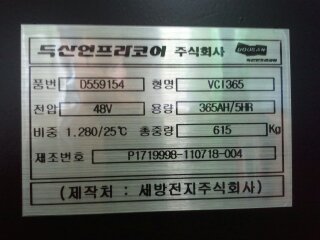 두산인프라코어 주식회사 DOOSAN
품번 D559154 형명 VCI365
전압 48V 용량 365AH/5HR
비중 1.280/25℃ 총중량 615 Kg
제조번호 P1719998-110718-004
(제작처 : 세방전지주식회사)